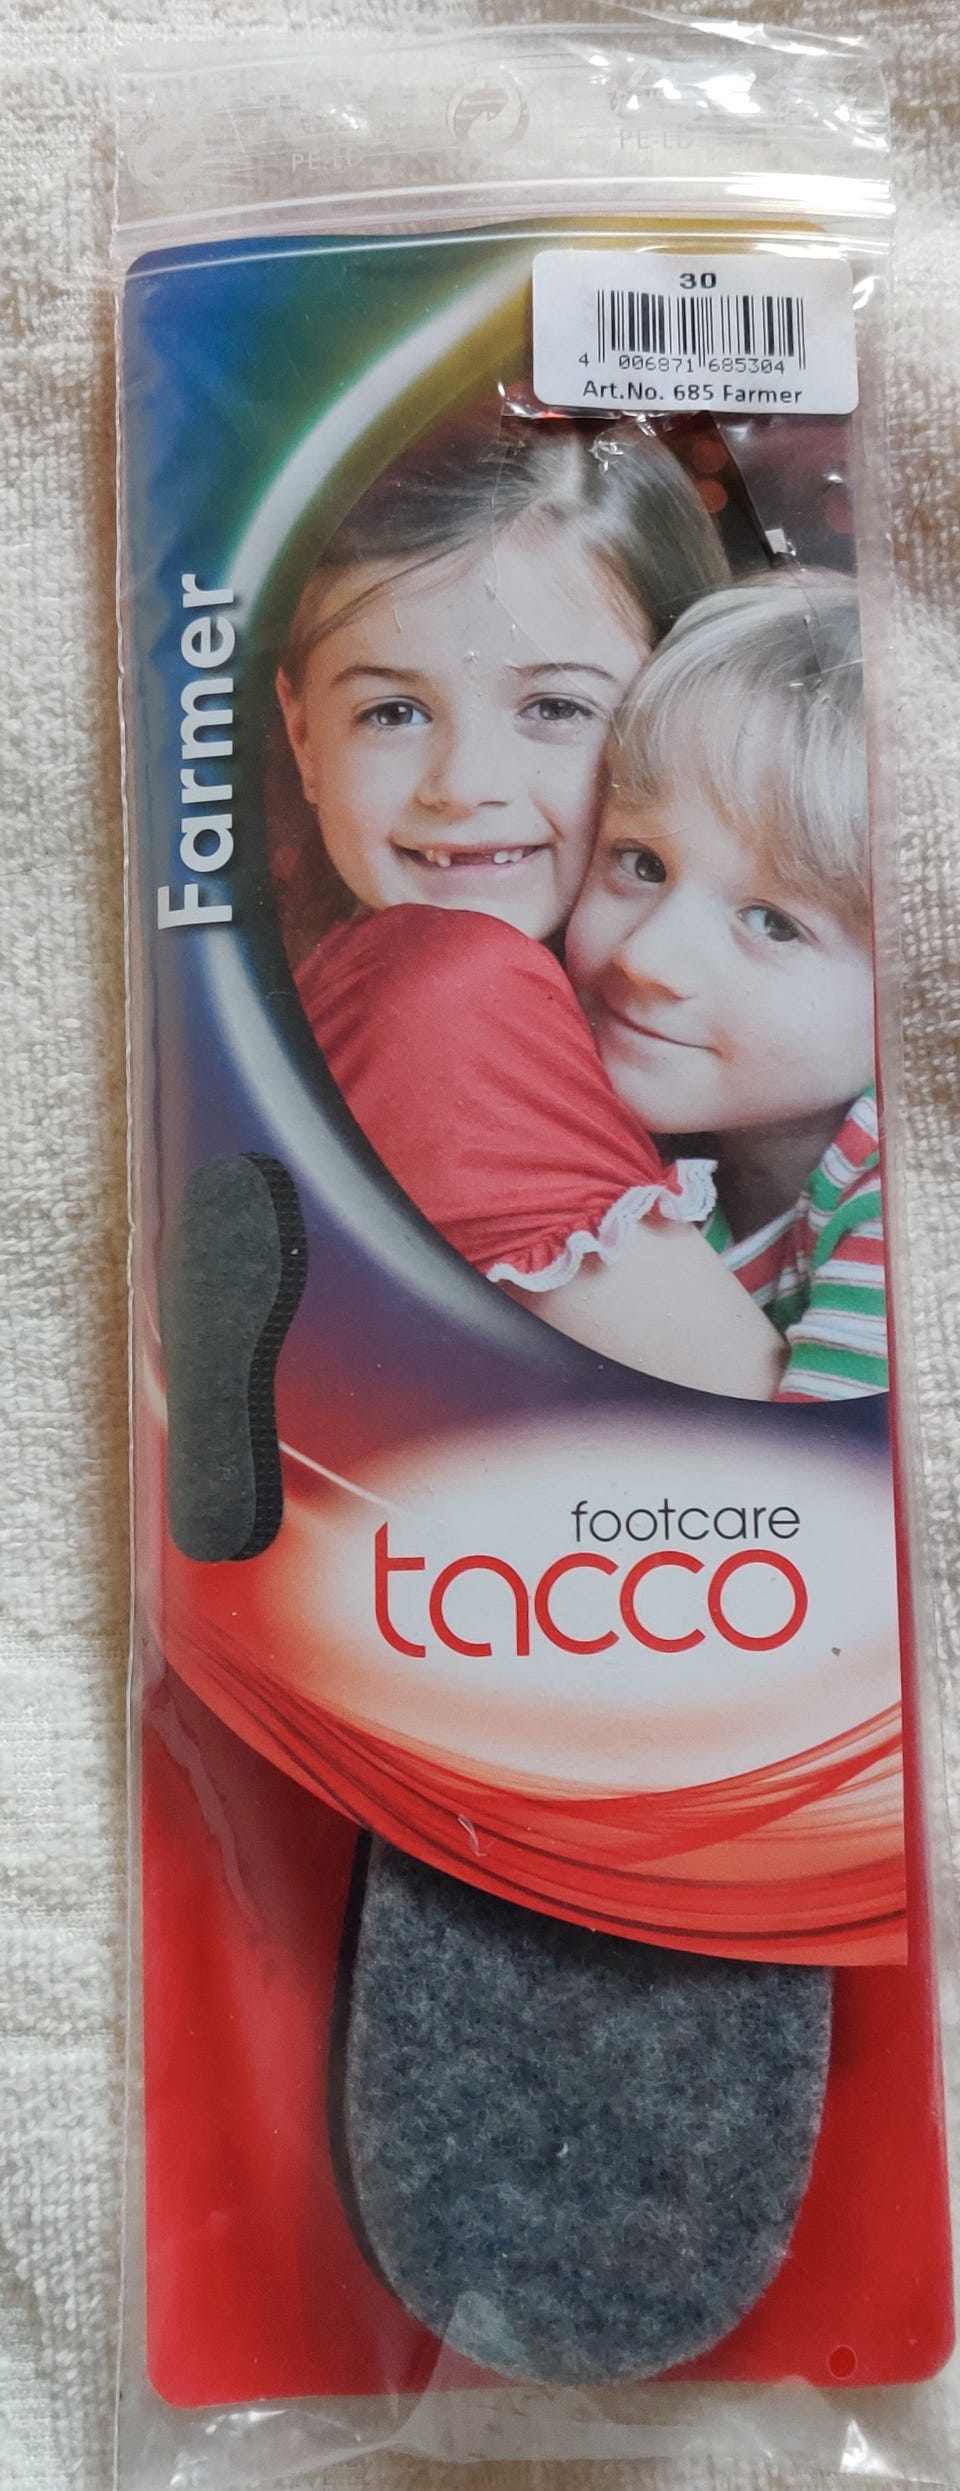 PE-LD
PE-LD
30
4 006871 685304
Art.No. 685 Farmer
Farmer
footcare
tacco